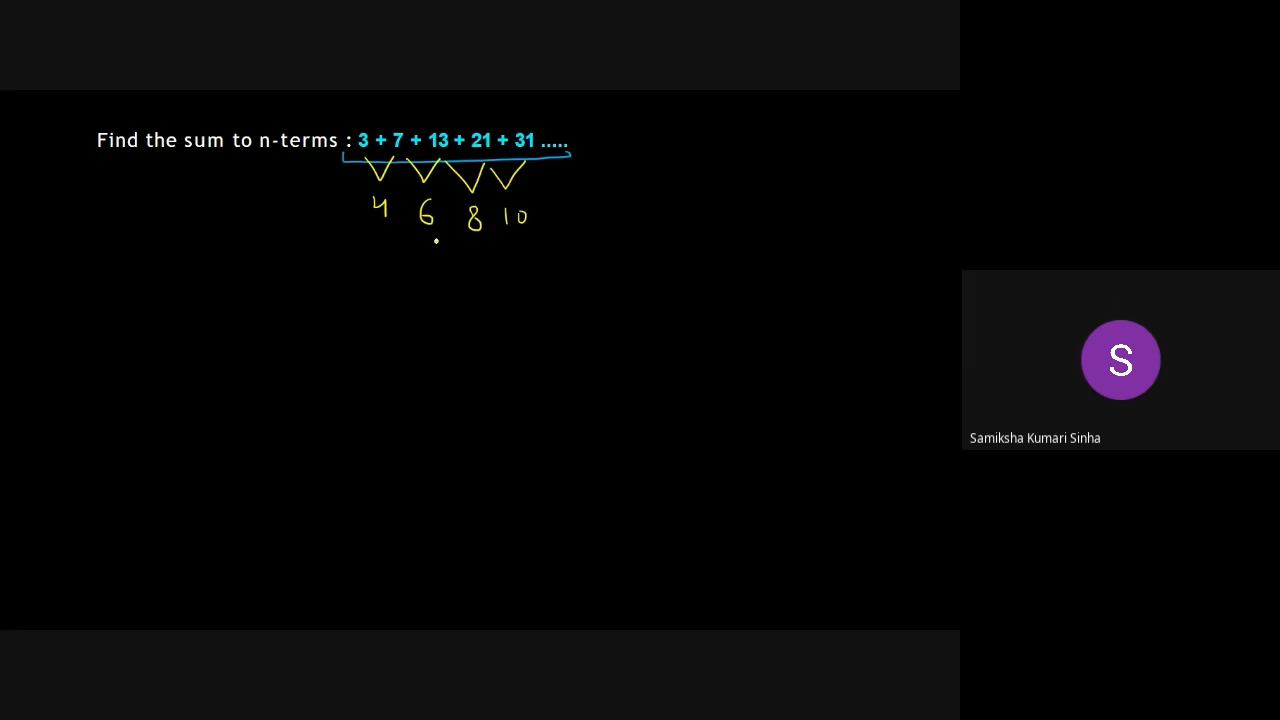 Find the sum to n-terms : 3 + 7 + 13 + 21 + 31 .....
4 6 8 10
S
Samiksha Kumari Sinha